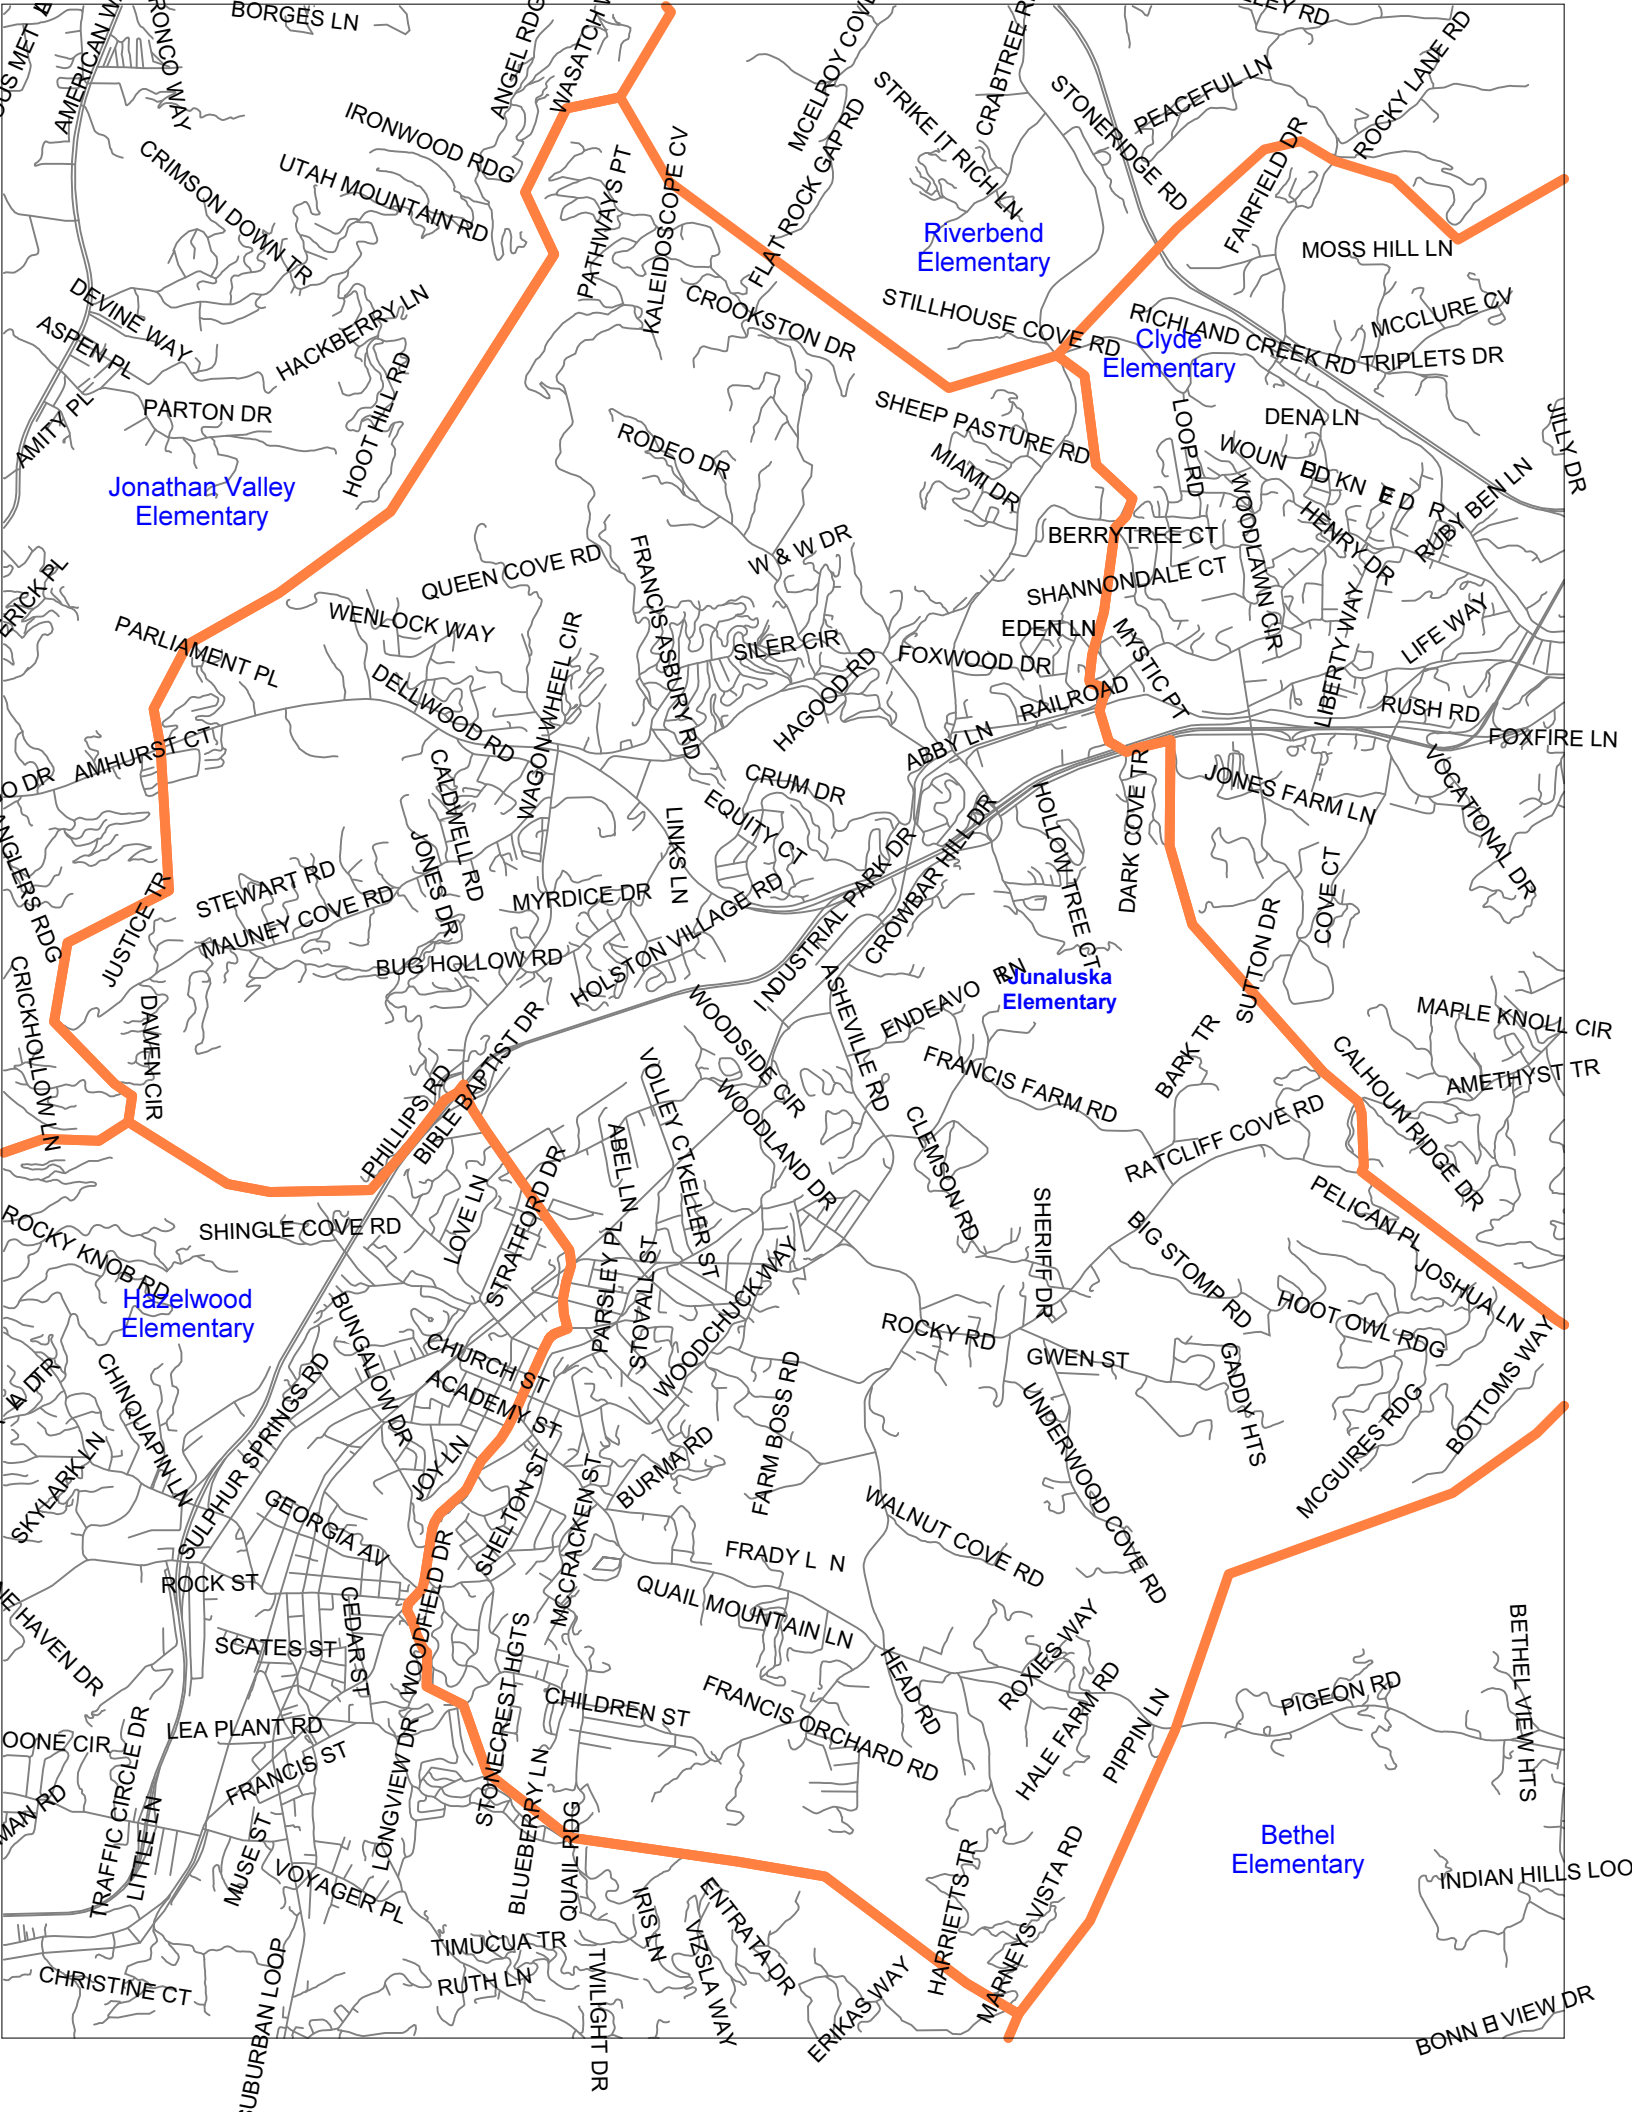 BORGES LN
ANGEL RDG
CRIMSON DOWN TR
IRONWOOD RDG
UTAH MOUNTAIN RD
PATHWAYS PT
KALEIDOSCOPE CV
FLAT ROCK GAP RD
STRIKE IT RICH LN
STONERIDGE RD
PEACEFUL LN
ROCKY LANE RD
FAIRFIELD DR
MOSS HILL LN
Riverbend
Elementary
DEVINE WAY
ASPEN PL
AMITY PL
HACKBERRY LN
HOOT HILL RD
PARTON DR
CROOKSTON DR
STILLHOUSE COVE RD
RICHLAND CREEK RD
MCCLURE CV
TRIPLETS DR
Clyde
Elementary
Jonathan Valley
Elementary
RODEO DR
SHEEP PASTURE RD
MIAMI DR
LOOP RD
DENA LN
WOUN ED KN E E D R
JILLY DR
WOODLAWN CIR
HENRY DR
RUBY BEN LN
BERRYTREE CT
SHANNONDALE CT
EDEN LN
MYSTIC PT
LIBERTY WAY
LIFE WAY
RUSH RD
FOXFIRE LN
PARLIAMENT PL
WENLOCK WAY
QUEEN COVE RD
FRANCIS ASBURY RD
W & W DR
SILER CIR
HAGOOD RD
FOXWOOD DR
RAILROAD
ABBY LN
DELLWOOD RD
WAGON WHEEL CIR
AMHURST CT
CALDWELL RD
JONES DR
LINKS LN
CRUM DR
EQUITY CT
HOLLOW TREE CT
DARK COVE TR
JONES FARM LN
VOCATIONAL DR
COVE CT
SUTTON DR
STEWART RD
MAUNEY COVE RD
MYRDICE DR
BUG HOLLOW RD
HOLSTON VILLAGE RD
INDUSTRIAL PARK DR
CROWBAR HILL DR
JUSTICE TR
CRICKHOLLOW LN
DAWEN CIR
Junaluska
Elementary
ENDEAVO R LN
ASHEVILLE RD
WOODSIDE CIR
WOODLAND DR
FRANCIS FARM RD
BARK TR
MAPLE KNOLL CIR
AMETHYST TR
CALHOUN RIDGE DR
RATCLIFF COVE RD
PHILLIPS RD
BIBLE BAPTIST DR
VOLLEY CT
ABEL LN
KELLER ST
CLEMSON RD
SHERIFF DR
PELICAN PL
JOSHUA LN
BIG STOMP RD
ROCKY KNOB RD
SHINGLE COVE RD
LOVE LN
STRATFORD DR
PARSLEY PL
STOVALL ST
WOODCHUCK WAY
Hazelwood
Elementary
BUNGALOW DR
CHURCH ST
ACADEMY ST
ROCKY RD
GWEN ST
HOOT OWL RDG
GADDY HTS
MCGUIRES RDG
BOTTOMS WAY
CHINQUAPIN LN
SKYLARK LN
SULPHUR SPRINGS RD
JOY LN
SHELTON ST
MCCRACKEN ST
BURMA RD
FARM BOSS RD
UNDERWOOD COVE RD
WALNUT COVE RD
GEORGIA AV
ROCK ST
CEDAR ST
WOODFIELD DR
FRADY L N
QUAIL MOUNTAIN LN
SCATES ST
STONECREST HGTS
CHILDREN ST
FRANCIS ORCHARD RD
HEAD RD
ROXIES WAY
HALE FARM RD
PIPPIN LN
PIGEON RD
BETHEL VIEW HTS
LEA PLANT RD
FRANCIS ST
LONGVIEW DR
TRAFFIC CIRCLE DR
LITTLE LN
MUSE ST
VOYAGER PL
BLUEBERRY LN
QUAIL RDG
Bethel
Elementary
INDIAN HILLS LOO
TIMUCUA TR
RUTH LN
TWILIGHT DR
IRIS LN
VIZSLA WAY
ENTRATA DR
ERIKAS WAY
HARRIETTS TR
MARNEYS VISTA RD
CHRISTINE CT
SUBURBAN LOOP
BONN E VIEW DR